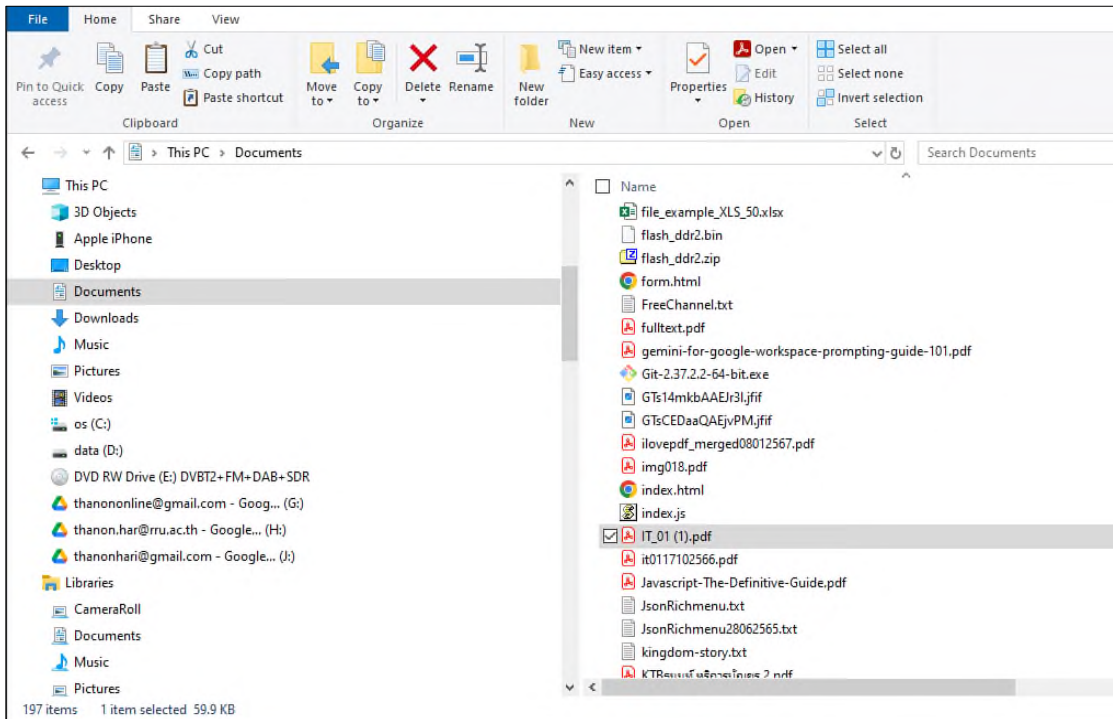 File Home Share View
Pin to Quick access
Copy
Paste
Cut
Copy path
Paste shortcut
Move to
Copy to
Delete
Rename
New folder
New item
Easy access
Properties
Open
Edit
History
Select all
Select none
Invert selection
Clipboard Organize New Open Select
This PC > Documents
Search Documents
This PC
3D Objects
Apple iPhone
Desktop
Documents
Downloads
Music
Pictures
Videos
os (C:)
data (D:)
DVD RW Drive (E:) DVBT2+FM+DAB+SDR
thanononline@gmail.com - Goog... (G:)
thanon.har@rru.ac.th - Google... (H:)
thanonhari@gmail.com - Google... (J:)
Libraries
CameraRoll
Documents
Music
Pictures
Name
file_example_XLS_50.xlsx
flash_ddr2.bin
flash_ddr2.zip
form.html
FreeChannel.txt
fulltext.pdf
gemini-for-google-workspace-prompting-guide-101.pdf
Git-2.37.2.2-64-bit.exe
GTs14mkbAAEJr3l.jfif
GTsCEDaaQAEjvPM.jfif
ilovepdf_merged08012567.pdf
img018.pdf
index.html
index.js
IT_01 (1).pdf
it0117102566.pdf
Javascript-The-Definitive-Guide.pdf
JsonRichmenu.txt
JsonRichmenu28062565.txt
kingdom-story.txt
197 items 1 item selected 59.9 KB